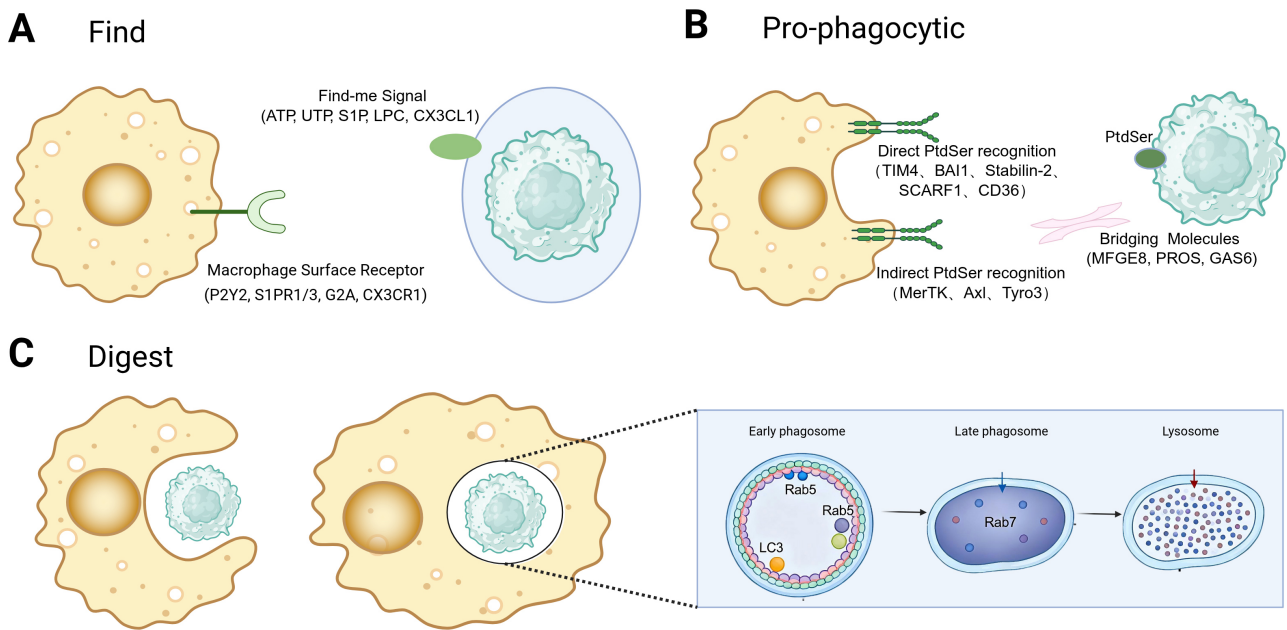 A
Find
Find-me Signal
(ATP, UTP, S1P, LPC, CX3CL1)
Macrophage Surface Receptor
(P2Y2, S1PR1/3, G2A, CX3CR1)
B
Pro-phagocytic
PtdSer
Direct PtdSer recognition
（TIM4、BAI1、Stabilin-2、
SCARF1、CD36）
Bridging Molecules
(MFGE8, PROS, GAS6)
Indirect PtdSer recognition
（MerTK、Axl、Tyro3）
C
Digest
Early phagosome
Late phagosome
Lysosome
Rab5
Rab5
LC3
Rab7